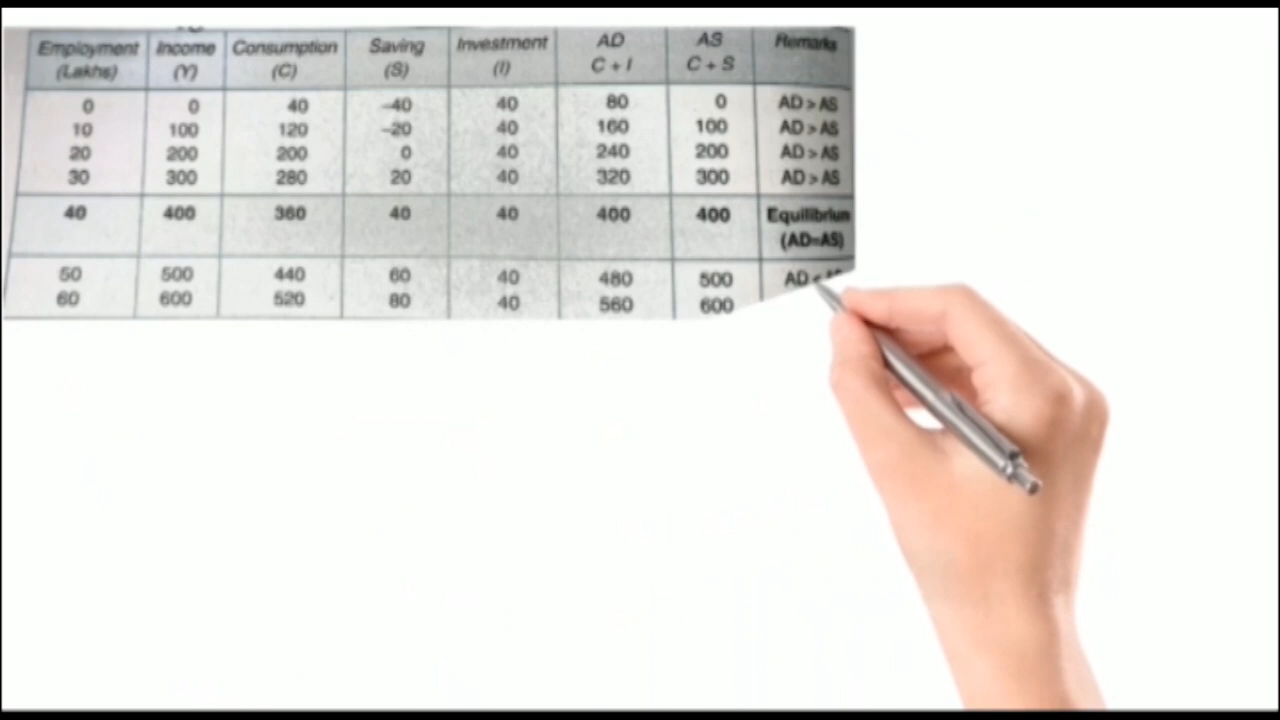 Employment Income Consumption Saving Investment AD AS Remarks
(Lakhs) (Y) (C) (S) (I) C + I C + S
0 0 40 –40 40 80 0 AD > AS
10 100 120 –20 40 160 100 AD > AS
20 200 200 0 40 240 200 AD > AS
30 300 280 20 40 320 300 AD > AS
40 400 360 40 40 400 400 Equilibrium
(AD=AS)
50 500 440 60 40 480 500 AD <
60 600 520 80 40 560 600